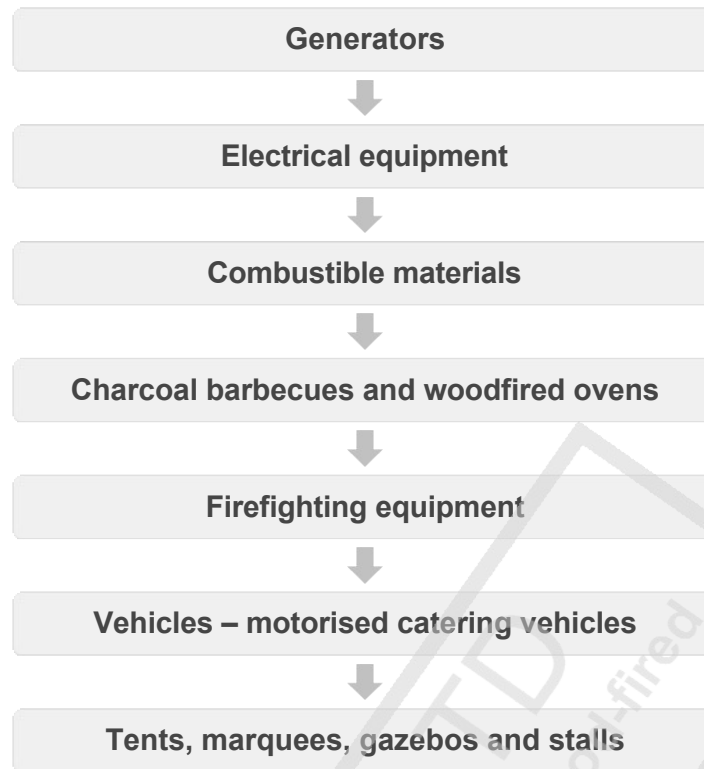 Generators
Electrical equipment
Combustible materials
Charcoal barbecues and woodfired ovens
Firefighting equipment
Vehicles – motorised catering vehicles
Tents, marquees, gazebos and stalls
TD